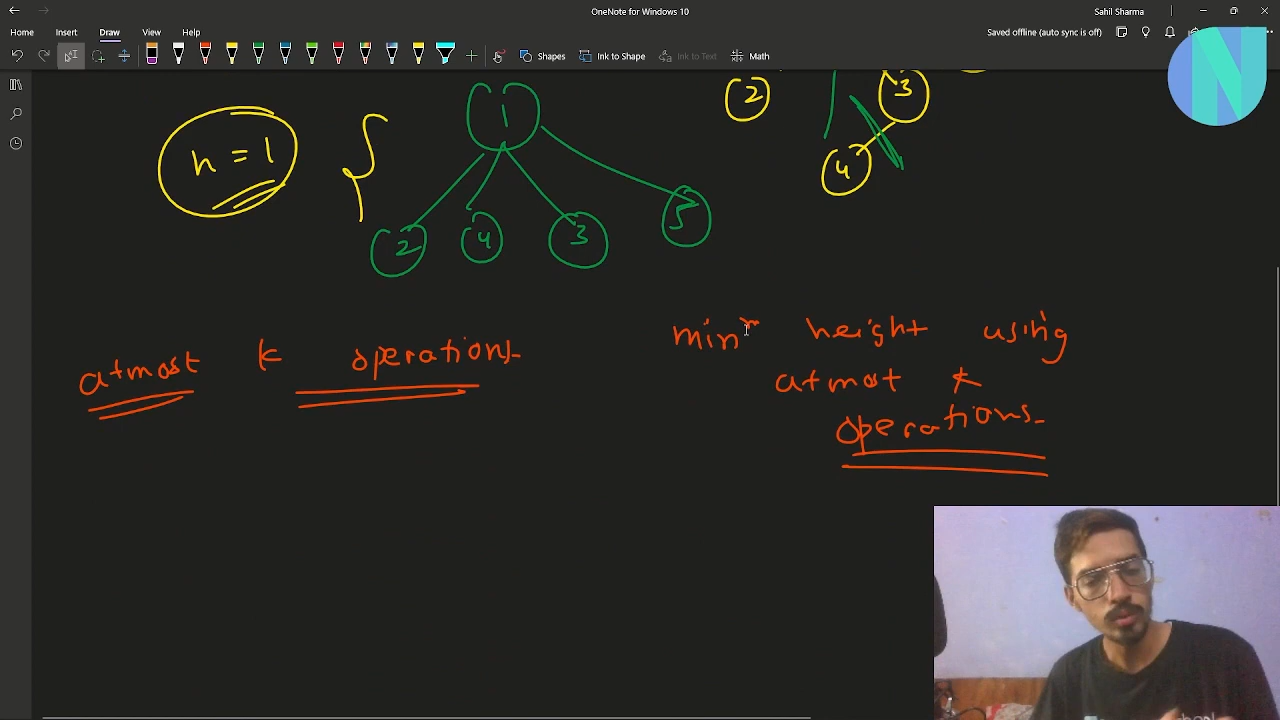 OneNote for Windows 10
Sahil Sharma
Home Insert Draw View Help
Saved offline (auto sync is off)
Shapes Ink to Shape Ink to Text Math
h = 1
1
2 4 3 5
2 3
4
atmost k operations
min^m height using
atmost k
operations
N